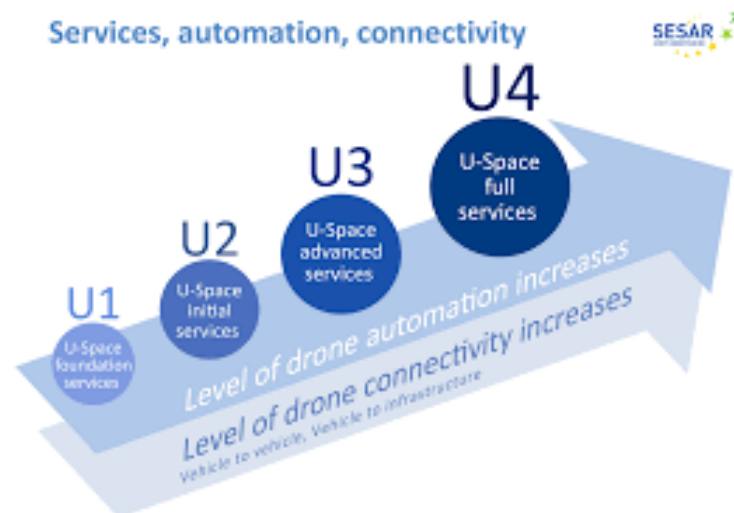 Services, automation, connectivity
SESAR
U4
U-Space
full
services
U3
U-Space
advanced
services
U2
U-Space
initial
services
U1
U-Space
foundation
services
Level of drone automation increases
Level of drone connectivity increases
Vehicle to vehicle, Vehicle to infrastructure